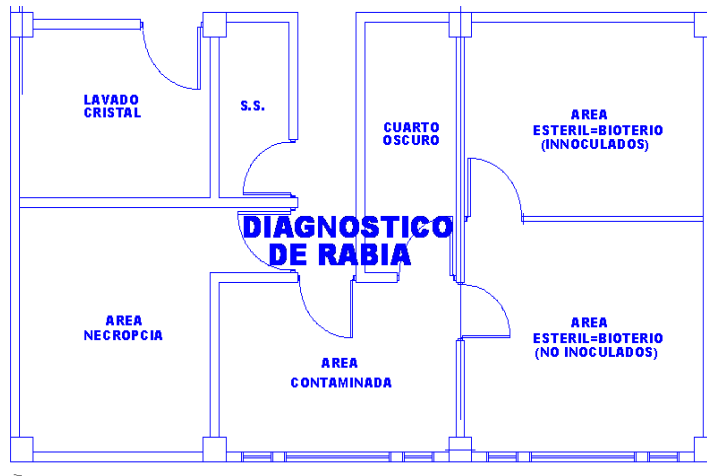 LAVADO
CRISTAL
S.S.
CUARTO
OSCURO
AREA
ESTERIL=BIOTERIO
(INNOCULADOS)
DIAGNOSTICO
DE RABIA
AREA
NECROPCIA
AREA
CONTAMINADA
AREA
ESTERIL=BIOTERIO
(NO INOCULADOS)